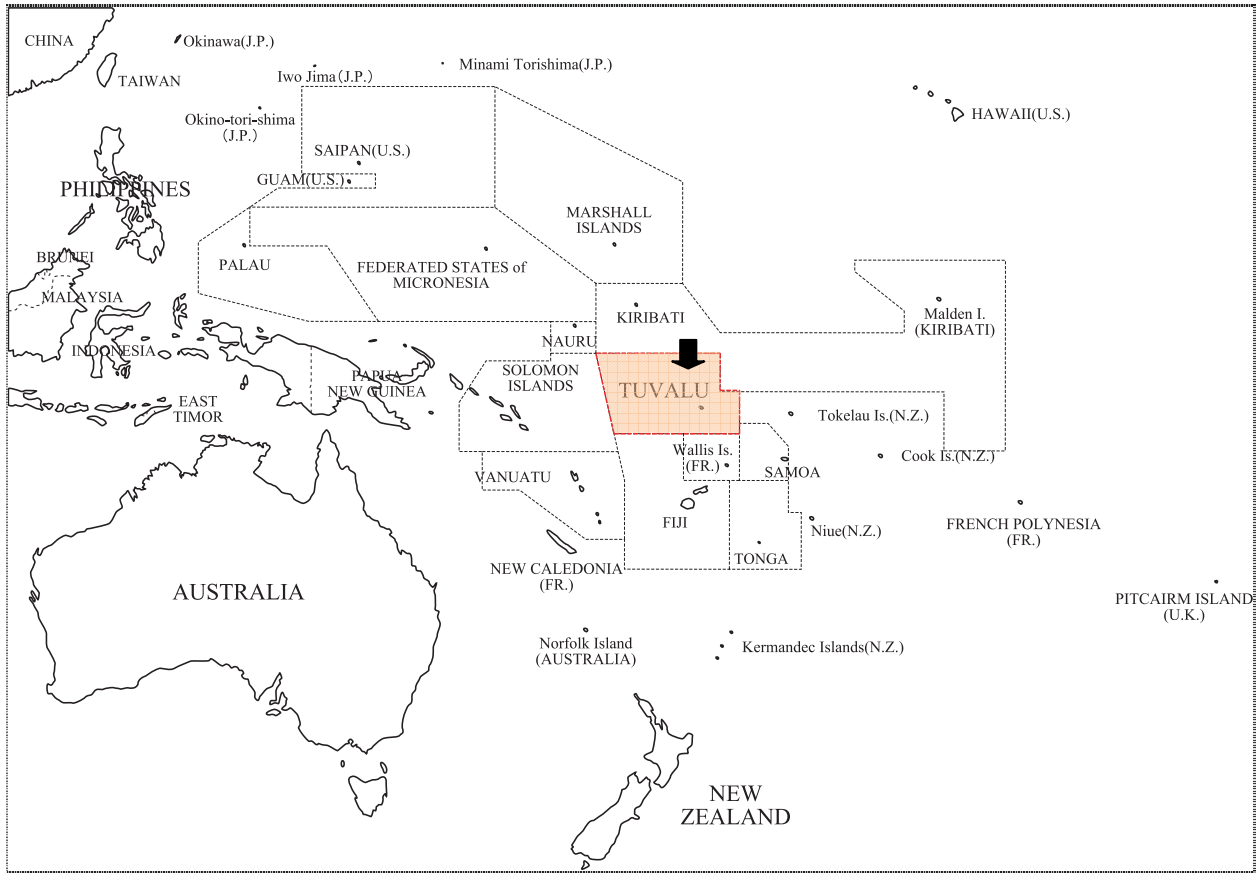 CHINA
Okinawa(J.P.)
TAIWAN
Iwo Jima(J.P.)
Minami Torishima(J.P.)
Okino-tori-shima
(J.P.)
HAWAII(U.S.)
SAIPAN(U.S.)
GUAM(U.S.)
PHILIPPINES
MARSHALL
ISLANDS
BRUNEI
PALAU
FEDERATED STATES of
MICRONESIA
MALAYSIA
KIRIBATI
Malden I.
(KIRIBATI)
NAURU
INDONESIA
SOLOMON
ISLANDS
PAPUA
NEW GUINEA
TUVALU
EAST
TIMOR
Tokelau Is.(N.Z.)
Wallis Is.
(FR.)
Cook Is.(N.Z.)
SAMOA
VANUATU
FIJI
FRENCH POLYNESIA
(FR.)
Niue(N.Z.)
TONGA
NEW CALEDONIA
(FR.)
AUSTRALIA
PITCAIRM ISLAND
(U.K.)
Norfolk Island
(AUSTRALIA)
Kermandec Islands(N.Z.)
NEW
ZEALAND